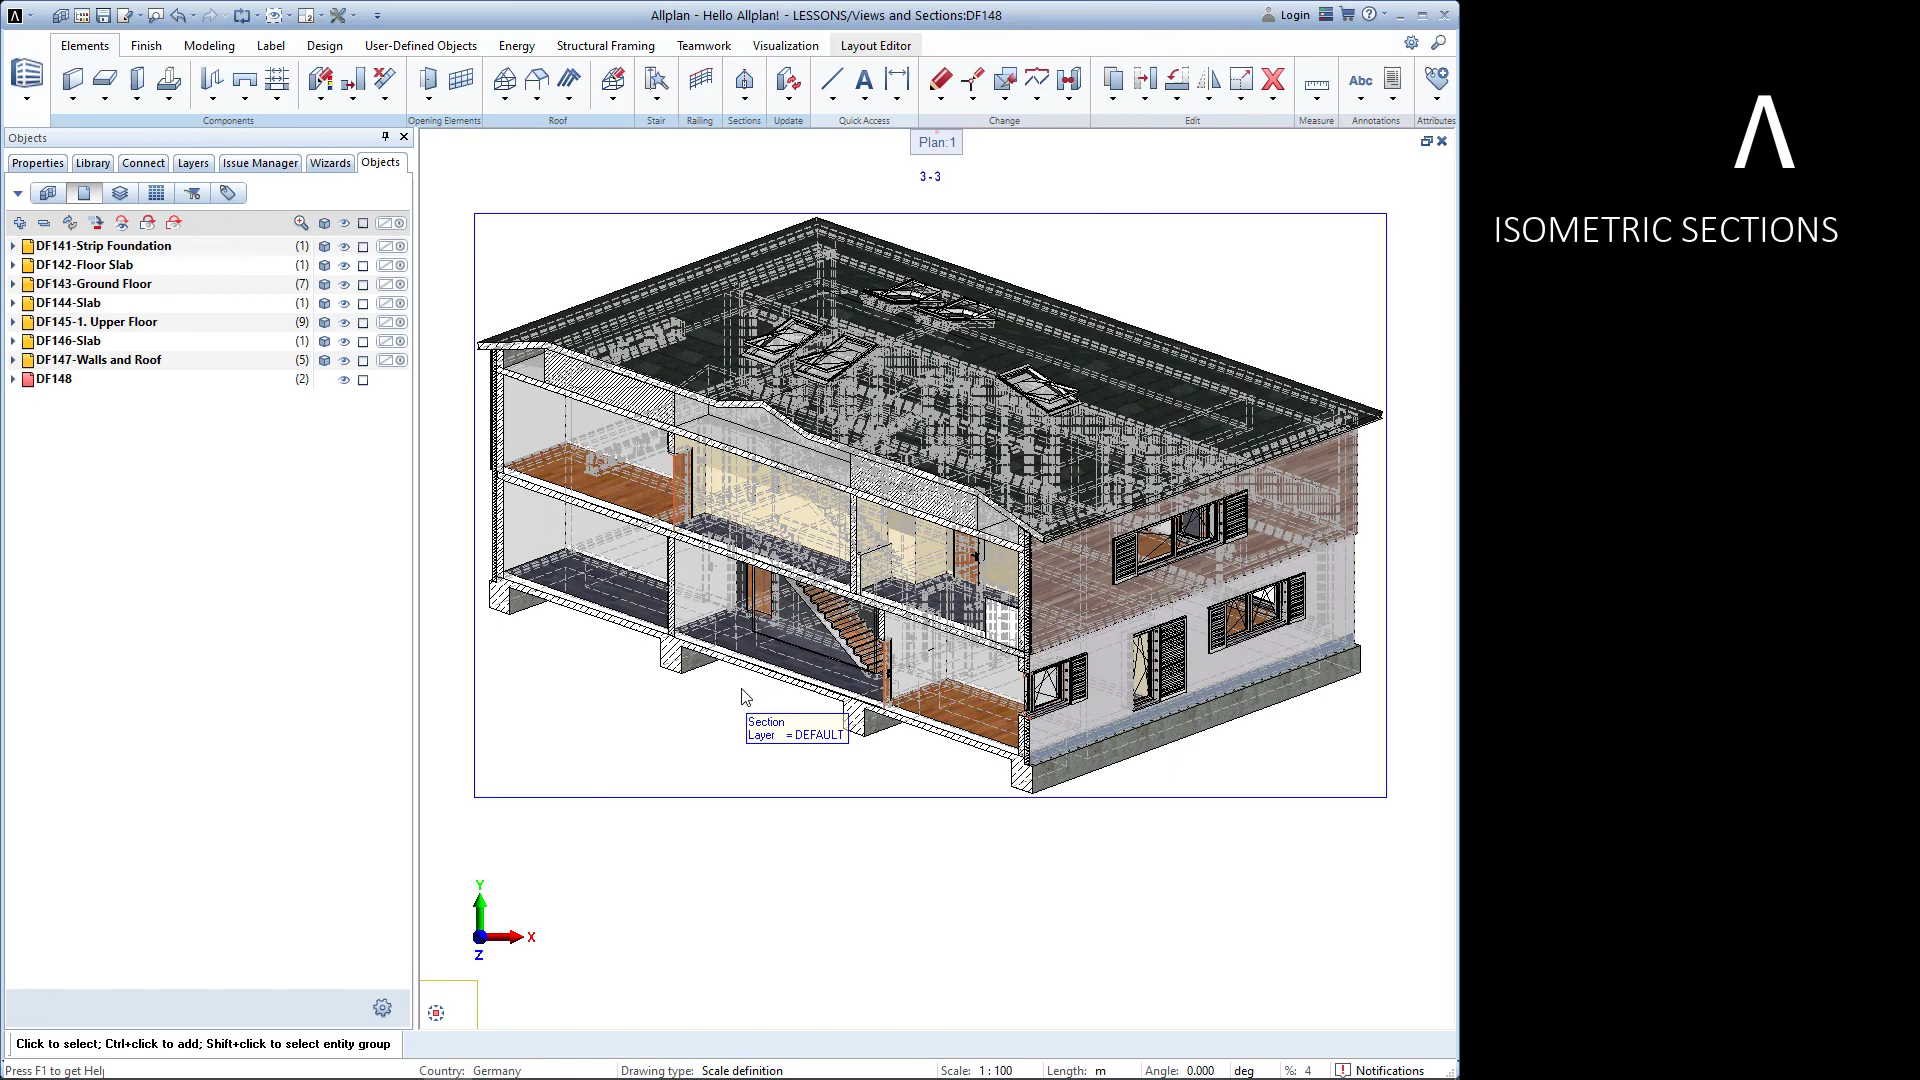 Allplan - Hello Allplan! - LESSONS/Views and Sections:DF148
Login
Elements Finish Modeling Label Design User-Defined Objects Energy Structural Framing Teamwork Visualization Layout Editor
Abc
Components Opening Elements Roof Stair Railing Sections Update Quick Access Change Edit Measure Annotations Attributes
Objects
Properties Library Connect Layers Issue Manager Wizards Objects
DF141-Strip Foundation (1)
DF142-Floor Slab (1)
DF143-Ground Floor (7)
DF144-Slab (1)
DF145-1. Upper Floor (9)
DF146-Slab (1)
DF147-Walls and Roof (5)
DF148 (2)
Plan:1
3-3
Section
Layer = DEFAULT
Y
X
Z
Click to select; Ctrl+click to add; Shift+click to select entity group
Press F1 to get Help
Country: Germany
Drawing type: Scale definition
Scale: 1 : 100
Length: m
Angle: 0.000 deg
%: 4
Notifications
ISOMETRIC SECTIONS